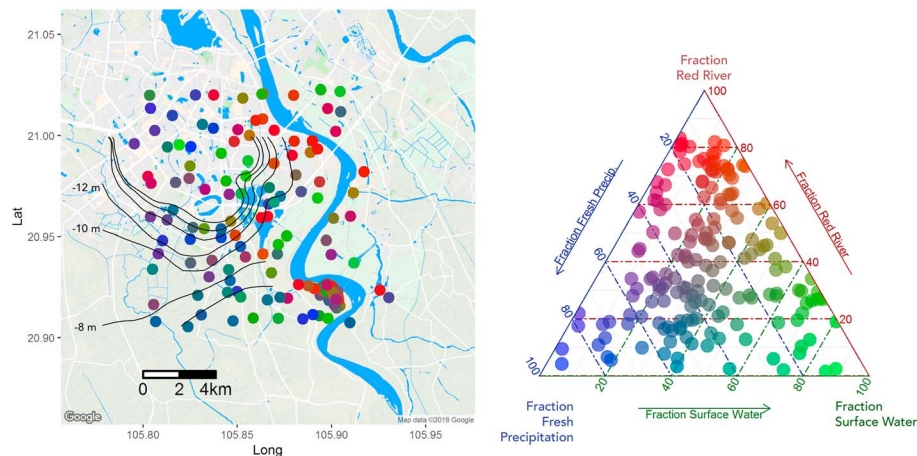 21.05
21.00
20.95
20.90
Lat
-12 m
-10 m
-8 m
0 2 4km
Google
Map data ©2019 Google
105.80 105.85 105.90 105.95
Long
Fraction
Red River
100
80
60
40
20
Fraction Red River
20
40
60
80
100
Fraction Fresh Precip.
20 40 60 80 100
Fraction Surface Water
Fraction
Fresh
Precipitation
Fraction
Surface Water